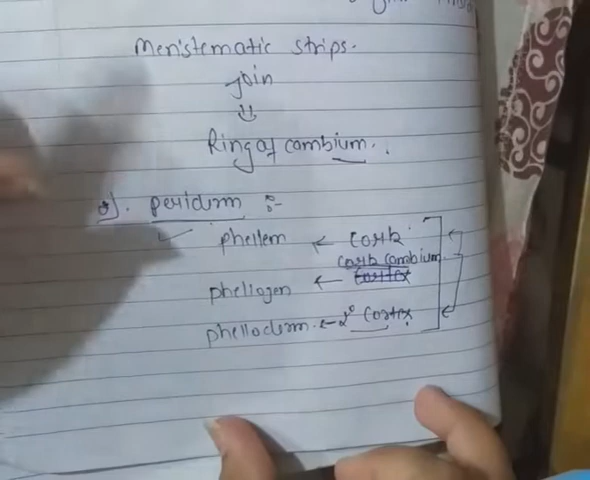 Meristematic strips.
join
Ring of cambium.
periderm :-
phellem ← cork
cork cambium
phellogen ←
phelloderm. ← 2° cortex